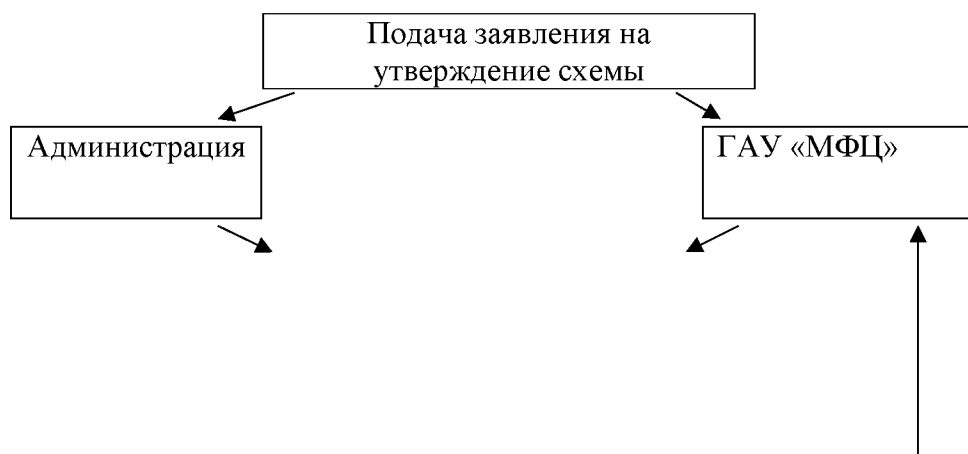 Подача заявления на
утверждение схемы
Администрация
ГАУ «МФЦ»